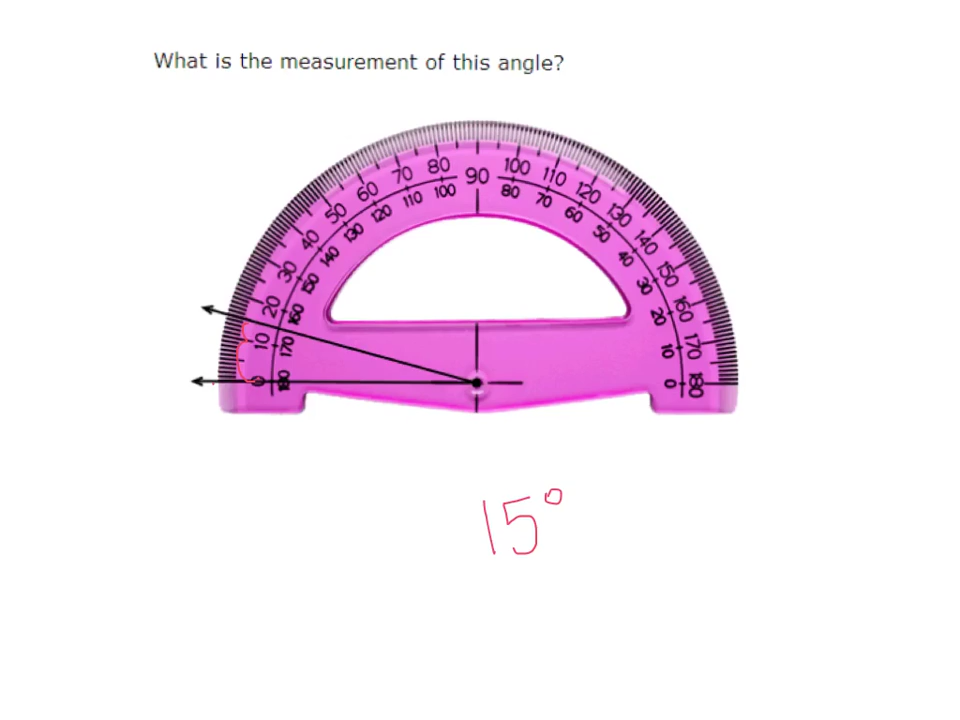 What is the measurement of this angle?
0 10 20 30 40 50 60 70 80 90 100 110 120 130 140 150 160 170 180
180 170 160 150 140 130 120 110 100 80 70 60 50 40 30 20 10 0
15°